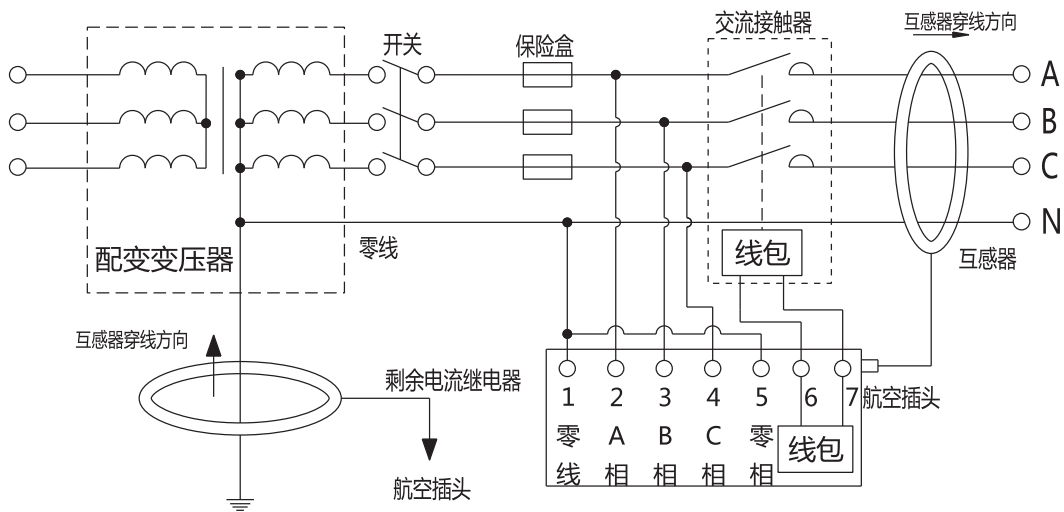 交流接触器
互感器穿线方向
开关
保险盒
A
B
C
N
线包
配变变压器
零线
互感器
互感器穿线方向
剩余电流继电器
航空插头
1 2 3 4 5 6 7
航空插头
零线 A相 B相 C相 零相
线包